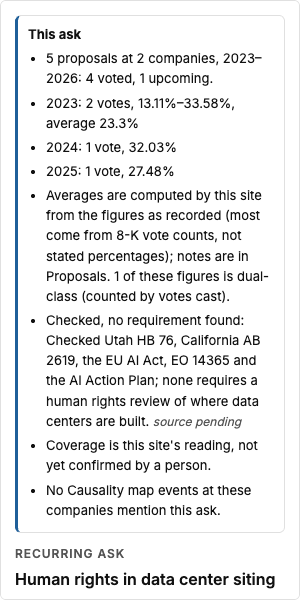 This ask
• 5 proposals at 2 companies, 2023–
2026: 4 voted, 1 upcoming.
• 2023: 2 votes, 13.11%–33.58%,
average 23.3%
• 2024: 1 vote, 32.03%
• 2025: 1 vote, 27.48%
• Averages are computed by this site
from the figures as recorded (most
come from 8-K vote counts, not
stated percentages); notes are in
Proposals. 1 of these figures is dual-
class (counted by votes cast).
• Checked, no requirement found:
Checked Utah HB 76, California AB
2619, the EU AI Act, EO 14365 and
the AI Action Plan; none requires a
human rights review of where data
centers are built. source pending
• Coverage is this site's reading, not
yet confirmed by a person.
• No Causality map events at these
companies mention this ask.
RECURRING ASK
Human rights in data center siting